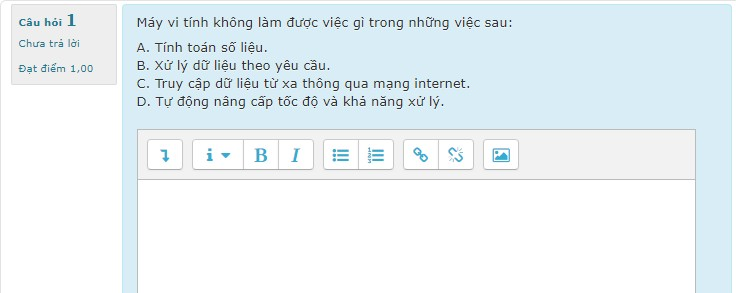 Câu hỏi 1
Chưa trả lời
Đạt điểm 1,00
Máy vi tính không làm được việc gì trong những việc sau:
A. Tính toán số liệu.
B. Xử lý dữ liệu theo yêu cầu.
C. Truy cập dữ liệu từ xa thông qua mạng internet.
D. Tự động nâng cấp tốc độ và khả năng xử lý.
i B I